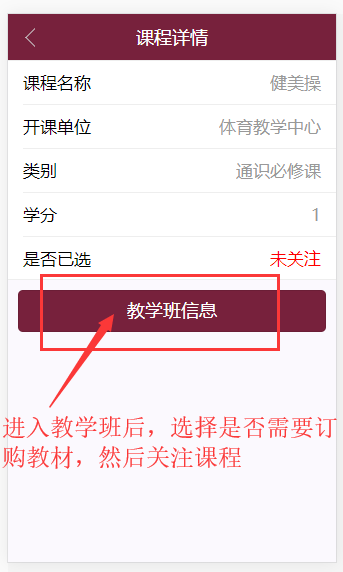 课程详情
课程名称 健美操
开课单位 体育教学中心
类别 通识必修课
学分 1
是否已选 未关注
教学班信息
进入教学班后，选择是否需要订
购教材，然后关注课程